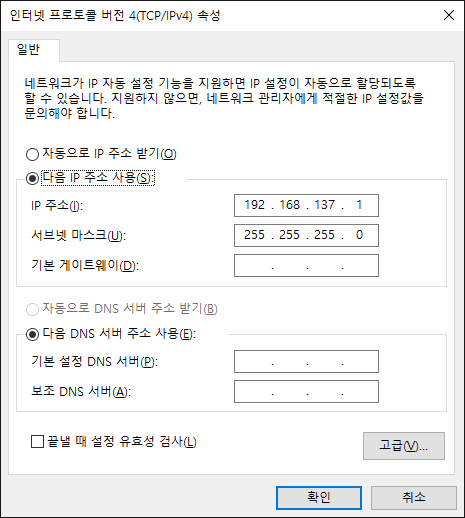 인터넷 프로토콜 버전 4(TCP/IPv4) 속성
일반
네트워크가 IP 자동 설정 기능을 지원하면 IP 설정이 자동으로 할당되도록
할 수 있습니다. 지원하지 않으면, 네트워크 관리자에게 적절한 IP 설정값을
문의해야 합니다.
자동으로 IP 주소 받기(O)
다음 IP 주소 사용(S):
IP 주소(I): 192 . 168 . 137 . 1
서브넷 마스크(U): 255 . 255 . 255 . 0
기본 게이트웨이(D): . . .
자동으로 DNS 서버 주소 받기(B)
다음 DNS 서버 주소 사용(E):
기본 설정 DNS 서버(P): . . .
보조 DNS 서버(A): . . .
끝낼 때 설정 유효성 검사(L)
고급(V)...
확인 취소